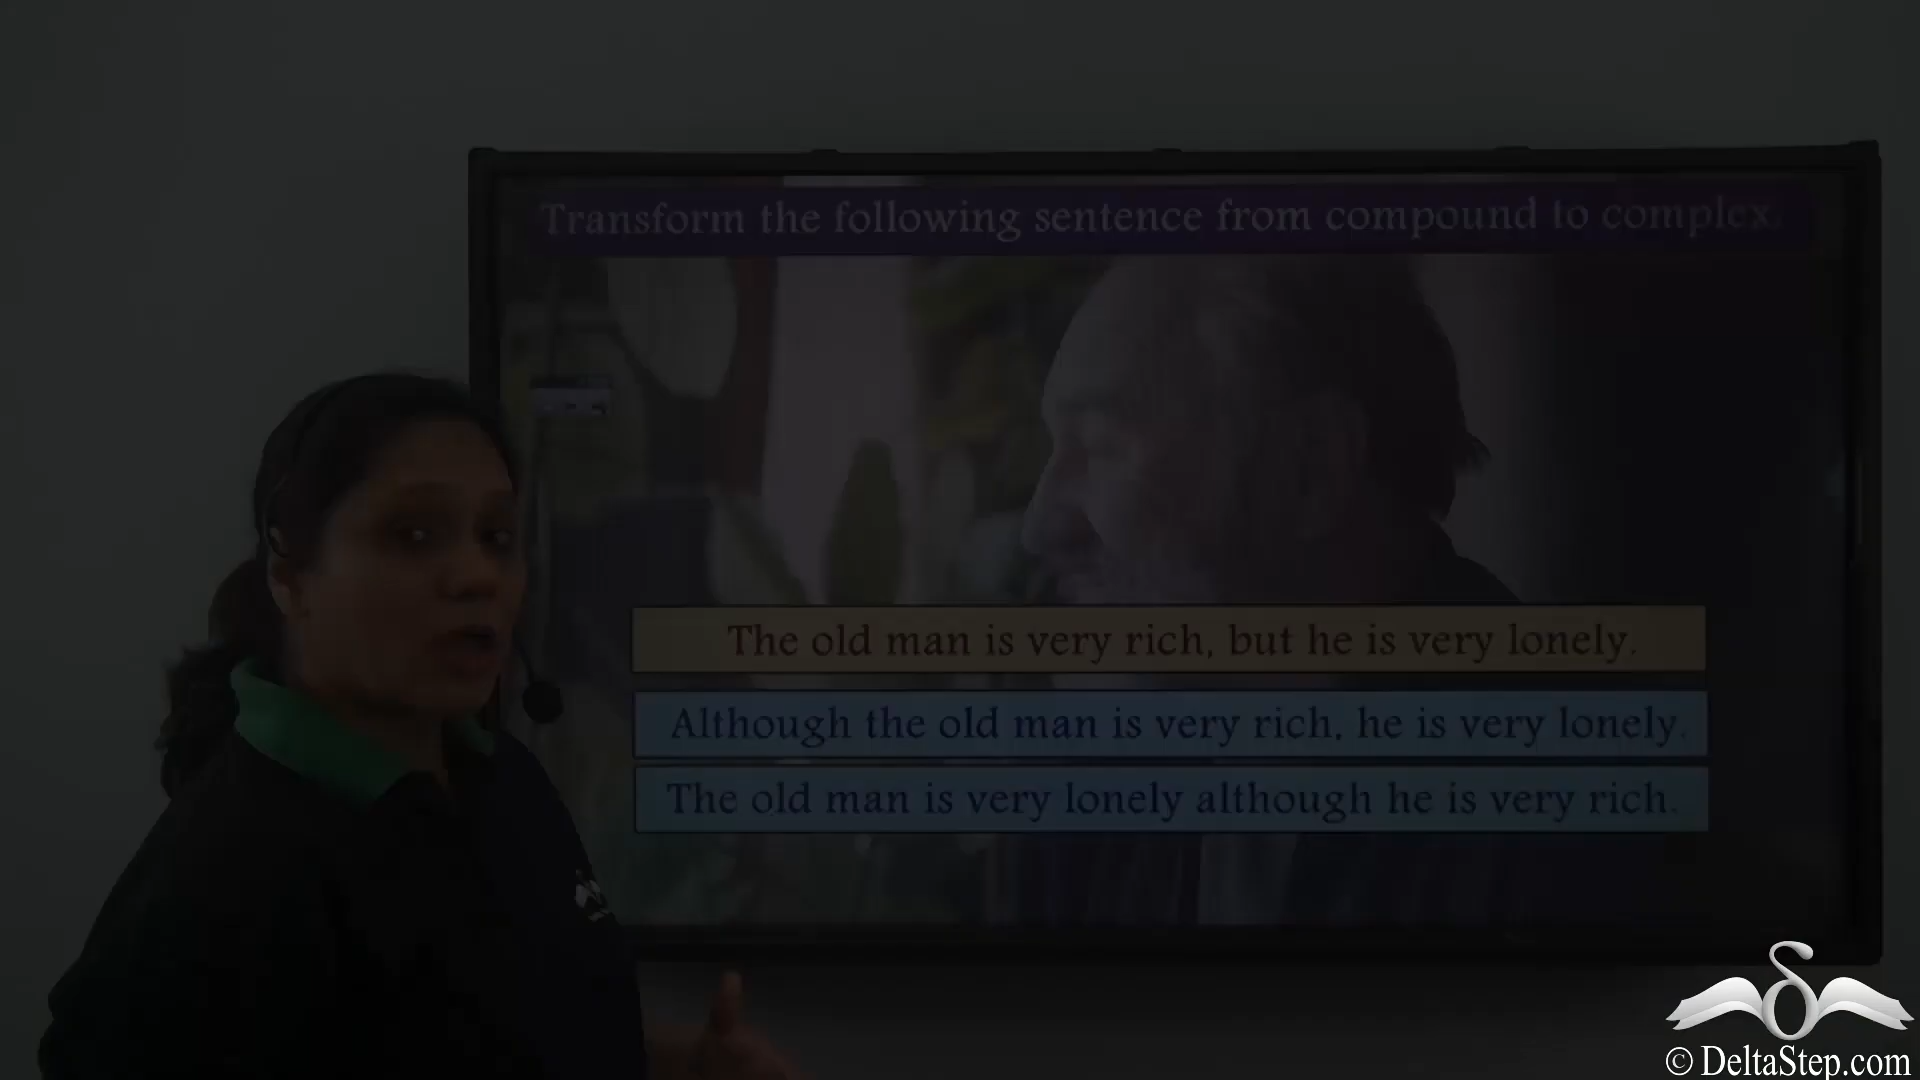 Transform the following sentence from compound to complex.
The old man is very rich, but he is very lonely.
Although the old man is very rich, he is very lonely.
The old man is very lonely although he is very rich.
© DeltaStep.com